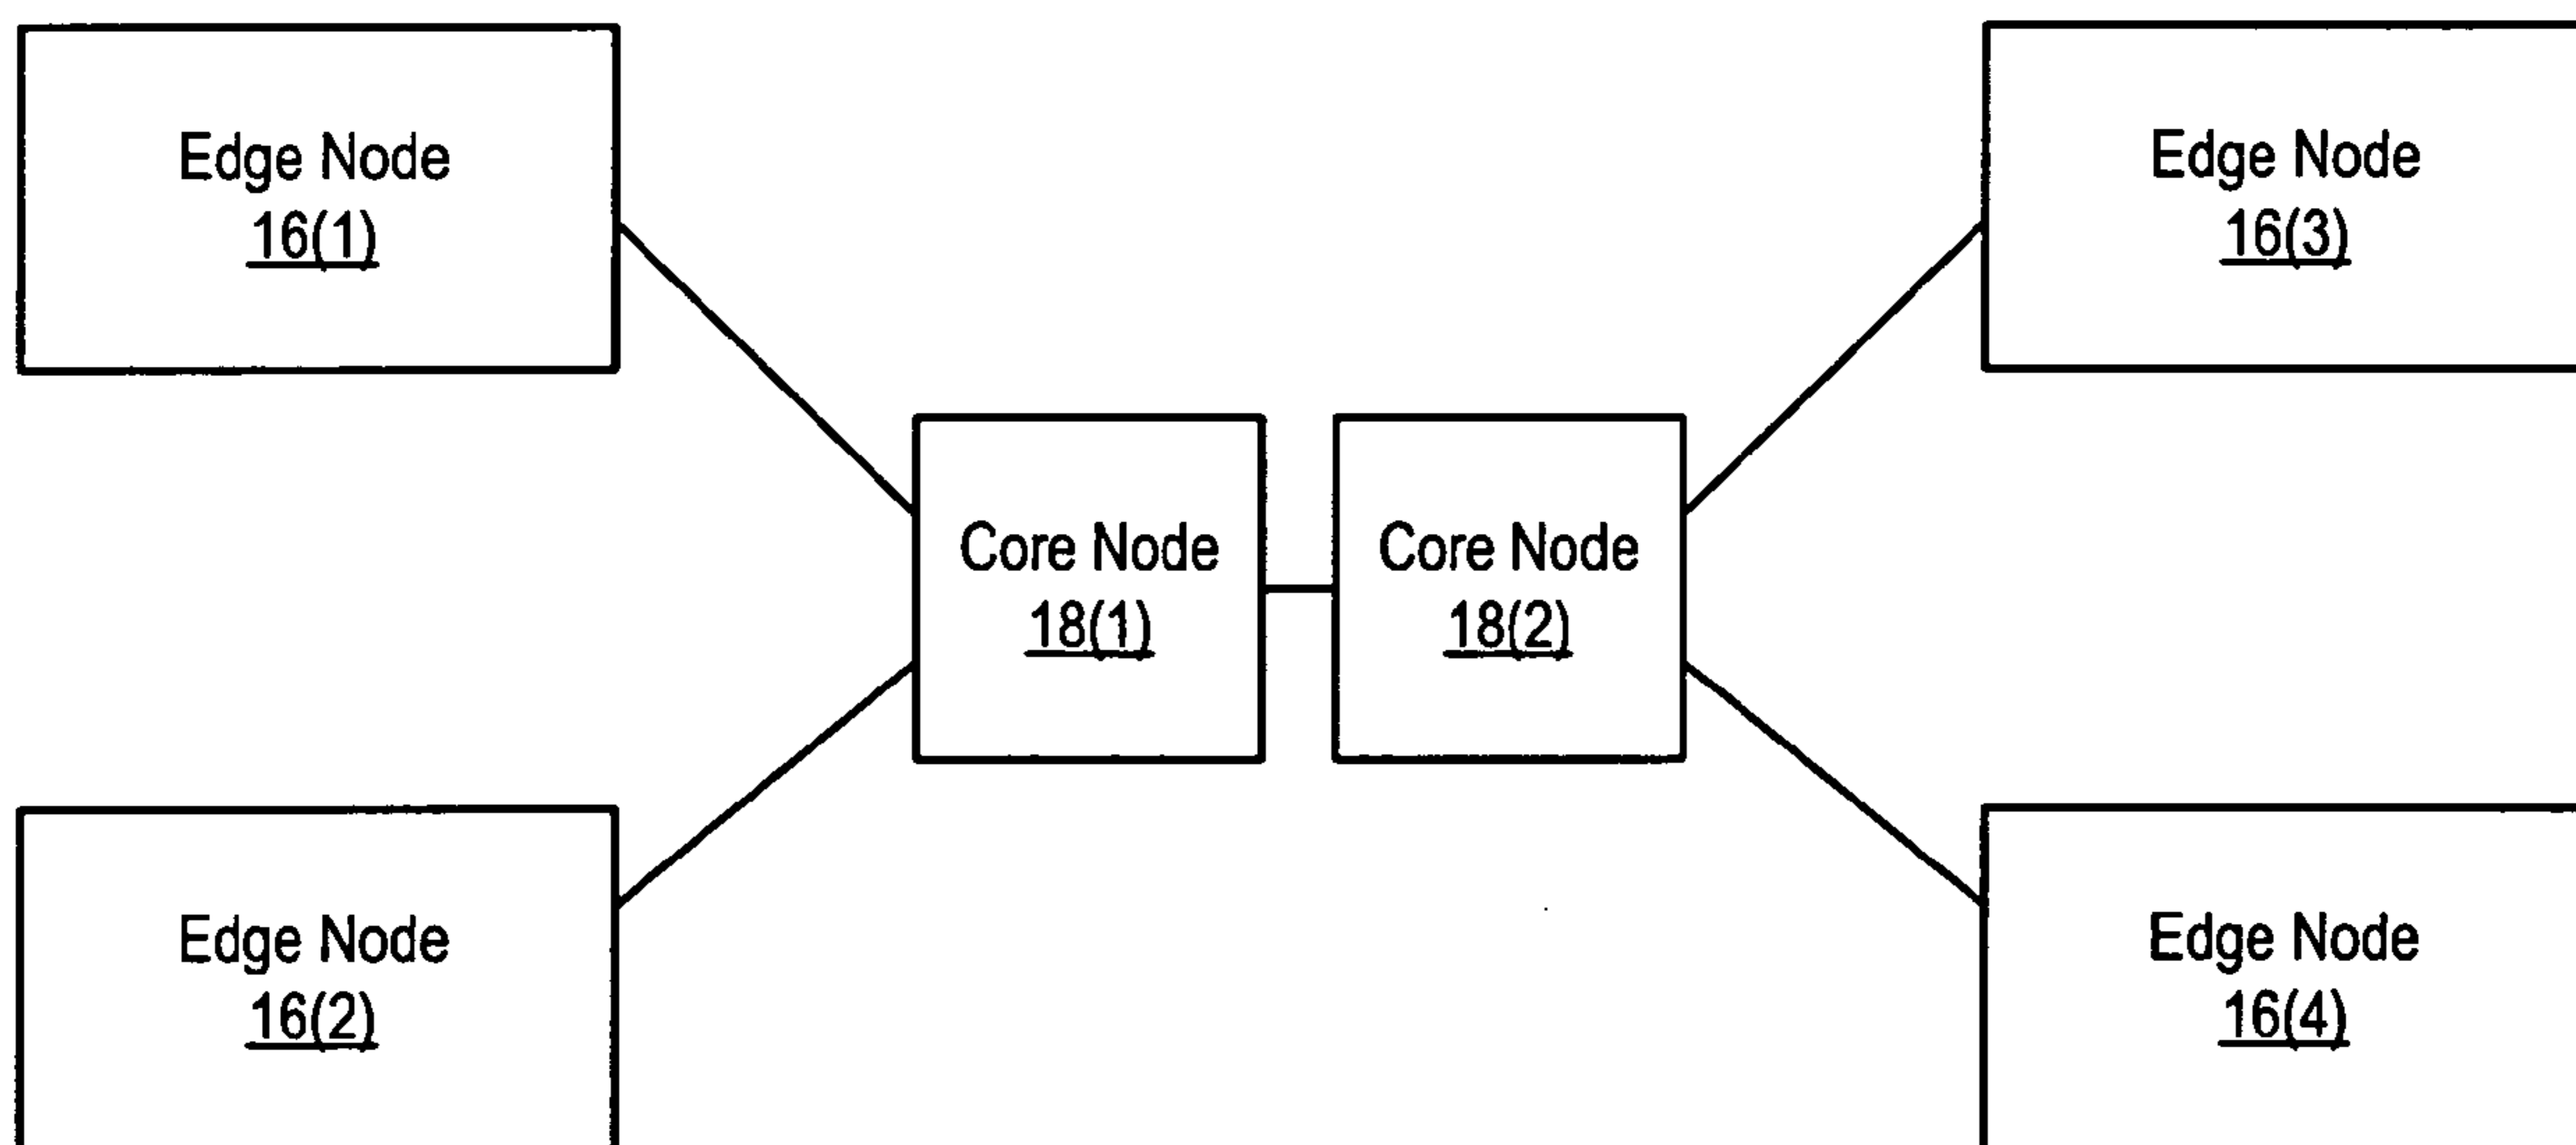 Edge Node
16(1)
Edge Node
16(3)
Core Node
18(1)
Core Node
18(2)
Edge Node
16(2)
Edge Node
16(4)